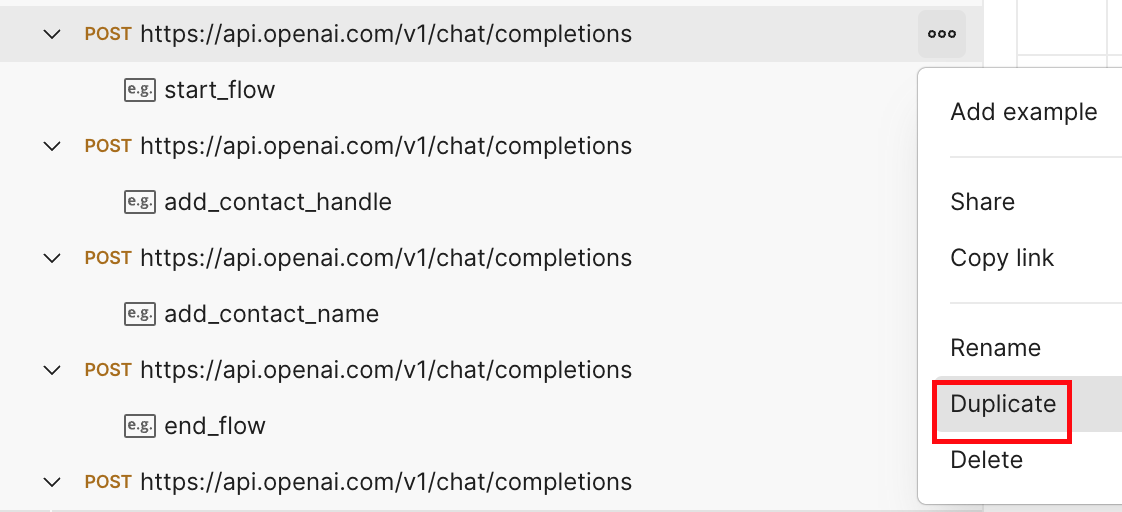 POST https://api.openai.com/v1/chat/completions
e.g. start_flow
POST https://api.openai.com/v1/chat/completions
e.g. add_contact_handle
POST https://api.openai.com/v1/chat/completions
e.g. add_contact_name
POST https://api.openai.com/v1/chat/completions
e.g. end_flow
POST https://api.openai.com/v1/chat/completions
Add example
Share
Copy link
Rename
Duplicate
Delete